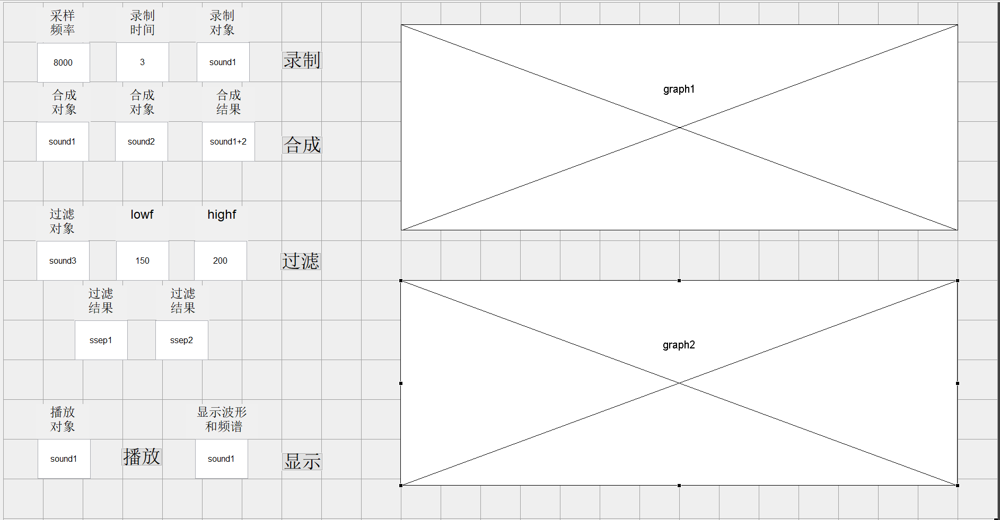 采样
频率
录制
时间
录制
对象
8000
3
sound1
录制
合成
对象
合成
对象
合成
结果
sound1
sound2
sound1+2
合成
过滤
对象
lowf
highf
sound3
150
200
过滤
过滤
结果
过滤
结果
ssep1
ssep2
播放
对象
显示波形
和频谱
sound1
播放
sound1
显示
graph1
graph2